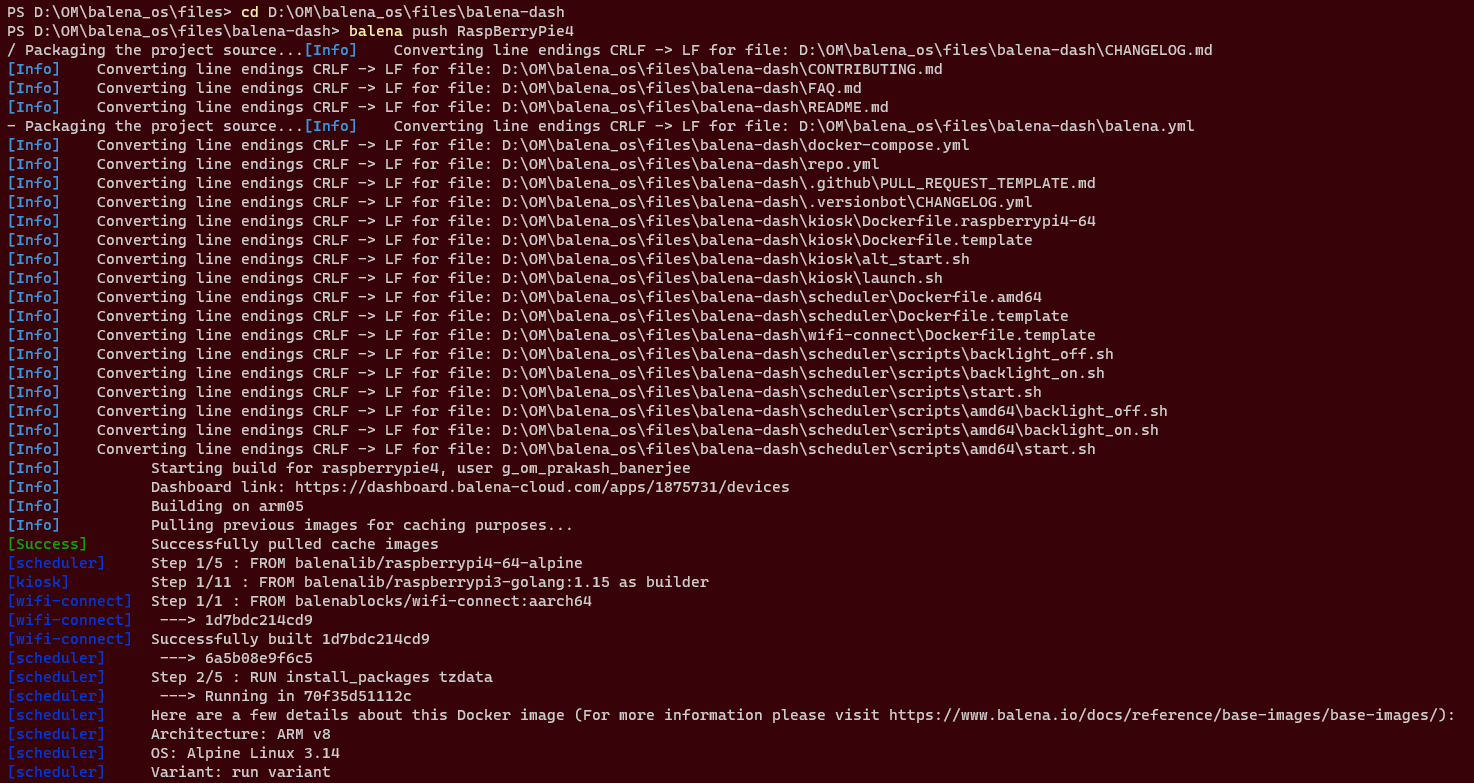 PS D:\OM\balena_os\files> cd D:\OM\balena_os\files\balena-dash
PS D:\OM\balena_os\files\balena-dash> balena push RaspBerryPie4
/ Packaging the project source...[Info]    Converting line endings CRLF -> LF for file: D:\OM\balena_os\files\balena-dash\CHANGELOG.md
[Info]    Converting line endings CRLF -> LF for file: D:\OM\balena_os\files\balena-dash\CONTRIBUTING.md
[Info]    Converting line endings CRLF -> LF for file: D:\OM\balena_os\files\balena-dash\FAQ.md
[Info]    Converting line endings CRLF -> LF for file: D:\OM\balena_os\files\balena-dash\README.md
- Packaging the project source...[Info]    Converting line endings CRLF -> LF for file: D:\OM\balena_os\files\balena-dash\balena.yml
[Info]    Converting line endings CRLF -> LF for file: D:\OM\balena_os\files\balena-dash\docker-compose.yml
[Info]    Converting line endings CRLF -> LF for file: D:\OM\balena_os\files\balena-dash\repo.yml
[Info]    Converting line endings CRLF -> LF for file: D:\OM\balena_os\files\balena-dash\.github\PULL_REQUEST_TEMPLATE.md
[Info]    Converting line endings CRLF -> LF for file: D:\OM\balena_os\files\balena-dash\.versionbot\CHANGELOG.yml
[Info]    Converting line endings CRLF -> LF for file: D:\OM\balena_os\files\balena-dash\kiosk\Dockerfile.raspberrypi4-64
[Info]    Converting line endings CRLF -> LF for file: D:\OM\balena_os\files\balena-dash\kiosk\Dockerfile.template
[Info]    Converting line endings CRLF -> LF for file: D:\OM\balena_os\files\balena-dash\kiosk\alt_start.sh
[Info]    Converting line endings CRLF -> LF for file: D:\OM\balena_os\files\balena-dash\kiosk\launch.sh
[Info]    Converting line endings CRLF -> LF for file: D:\OM\balena_os\files\balena-dash\scheduler\Dockerfile.amd64
[Info]    Converting line endings CRLF -> LF for file: D:\OM\balena_os\files\balena-dash\scheduler\Dockerfile.template
[Info]    Converting line endings CRLF -> LF for file: D:\OM\balena_os\files\balena-dash\wifi-connect\Dockerfile.template
[Info]    Converting line endings CRLF -> LF for file: D:\OM\balena_os\files\balena-dash\scheduler\scripts\backlight_off.sh
[Info]    Converting line endings CRLF -> LF for file: D:\OM\balena_os\files\balena-dash\scheduler\scripts\backlight_on.sh
[Info]    Converting line endings CRLF -> LF for file: D:\OM\balena_os\files\balena-dash\scheduler\scripts\start.sh
[Info]    Converting line endings CRLF -> LF for file: D:\OM\balena_os\files\balena-dash\scheduler\scripts\amd64\backlight_off.sh
[Info]    Converting line endings CRLF -> LF for file: D:\OM\balena_os\files\balena-dash\scheduler\scripts\amd64\backlight_on.sh
[Info]    Converting line endings CRLF -> LF for file: D:\OM\balena_os\files\balena-dash\scheduler\scripts\amd64\start.sh
[Info]          Starting build for raspberrypie4, user g_om_prakash_banerjee
[Info]          Dashboard link: https://dashboard.balena-cloud.com/apps/1875731/devices
[Info]          Building on arm05
[Info]          Pulling previous images for caching purposes...
[Success]       Successfully pulled cache images
[scheduler]     Step 1/5 : FROM balenalib/raspberrypi4-64-alpine
[kiosk]         Step 1/11 : FROM balenalib/raspberrypi3-golang:1.15 as builder
[wifi-connect]  Step 1/1 : FROM balenablocks/wifi-connect:aarch64
[wifi-connect]   ---> 1d7bdc214cd9
[wifi-connect]  Successfully built 1d7bdc214cd9
[scheduler]      ---> 6a5b08e9f6c5
[scheduler]     Step 2/5 : RUN install_packages tzdata
[scheduler]      ---> Running in 70f35d51112c
[scheduler]     Here are a few details about this Docker image (For more information please visit https://www.balena.io/docs/reference/base-images/base-images/):
[scheduler]     Architecture: ARM v8
[scheduler]     OS: Alpine Linux 3.14
[scheduler]     Variant: run variant